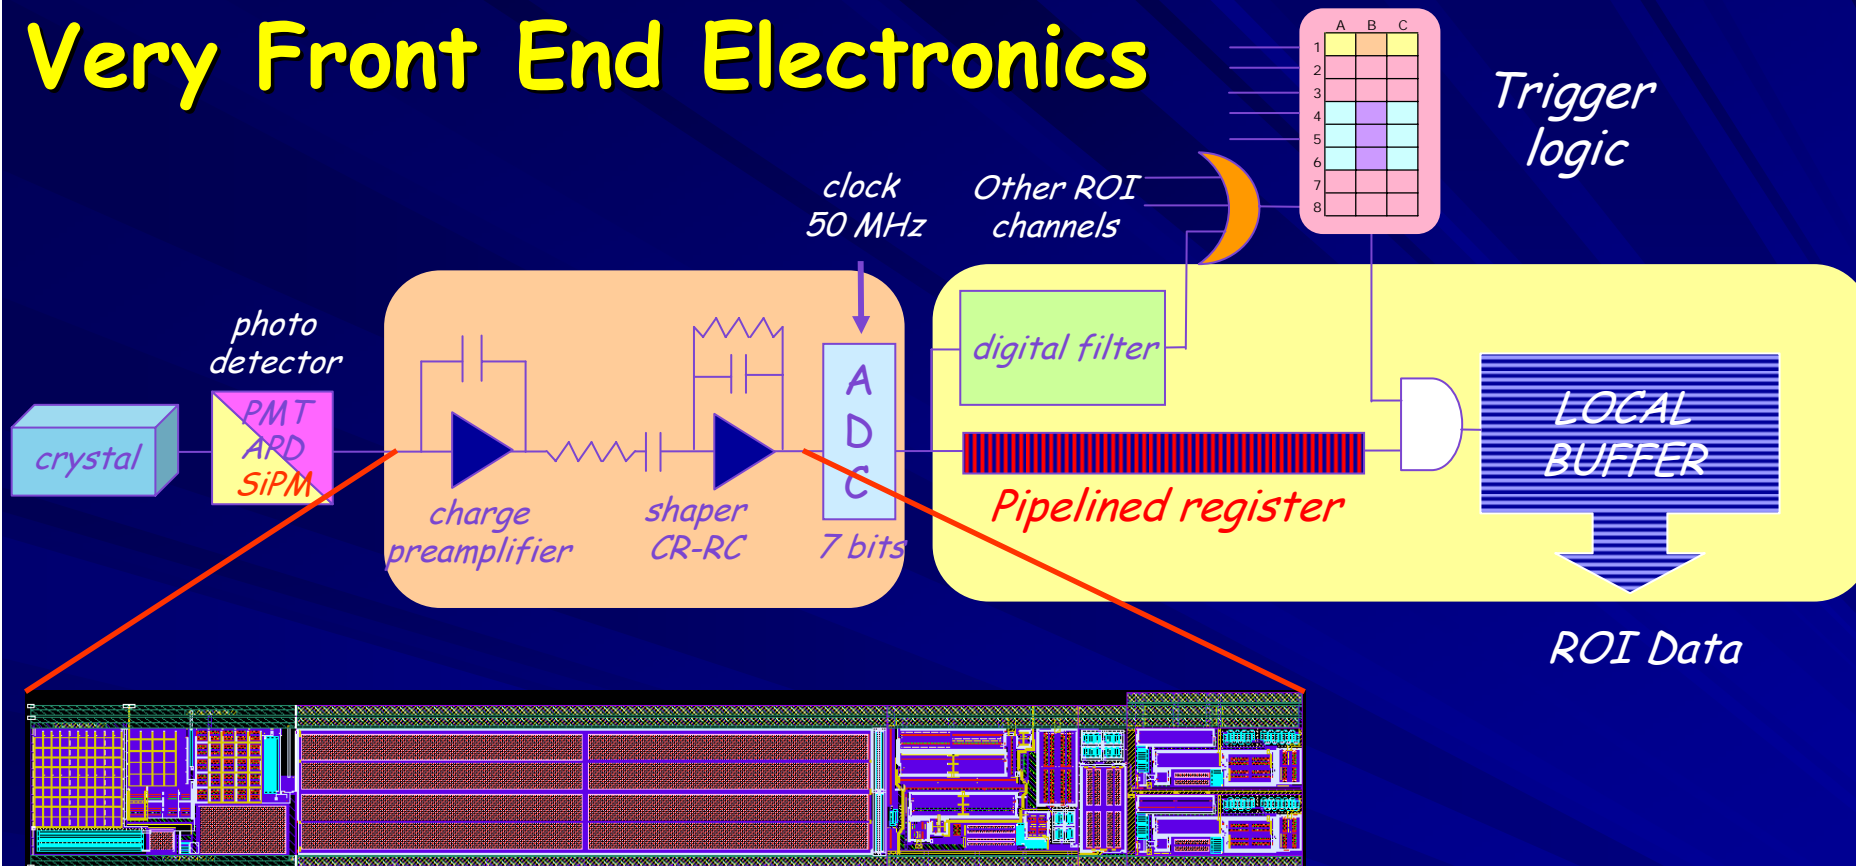 Very Front End Electronics
A B C
1
2
3
4
5
6
7
8
Trigger
logic
clock
50 MHz
Other ROI
channels
photo
detector
PMT
APD
SiPM
crystal
charge
preamplifier
shaper
CR-RC
A
D
C
7 bits
digital filter
Pipelined register
LOCAL
BUFFER
ROI Data